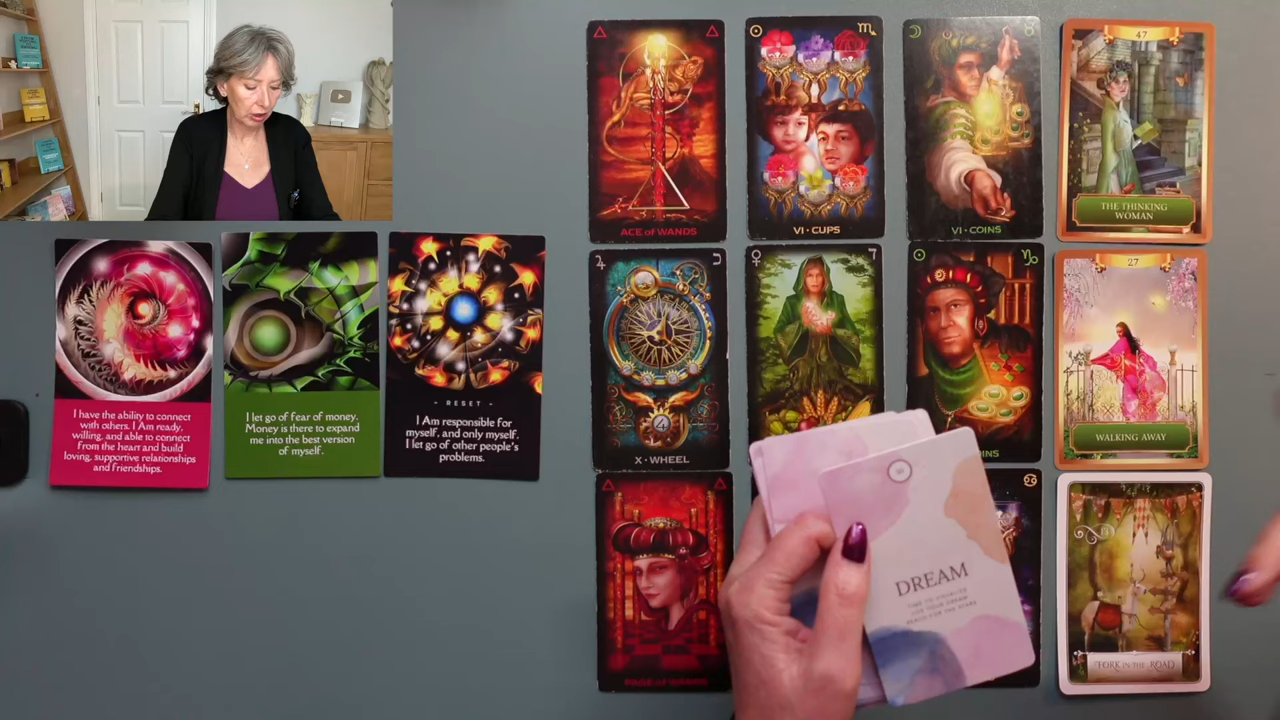 ACE of WANDS
VI · CUPS
VI · COINS
47
THE THINKING
WOMAN
I have the ability to connect
with others. I Am ready,
willing, and able to connect
from the heart and build
loving, supportive relationships
and friendships.
I let go of fear of money.
Money is there to expand
me into the best version
of myself.
- RESET -
I Am responsible for
myself, and only myself.
I let go of other people's
problems.
X · WHEEL
4
27
WALKING AWAY
DREAM
FORK IN THE ROAD